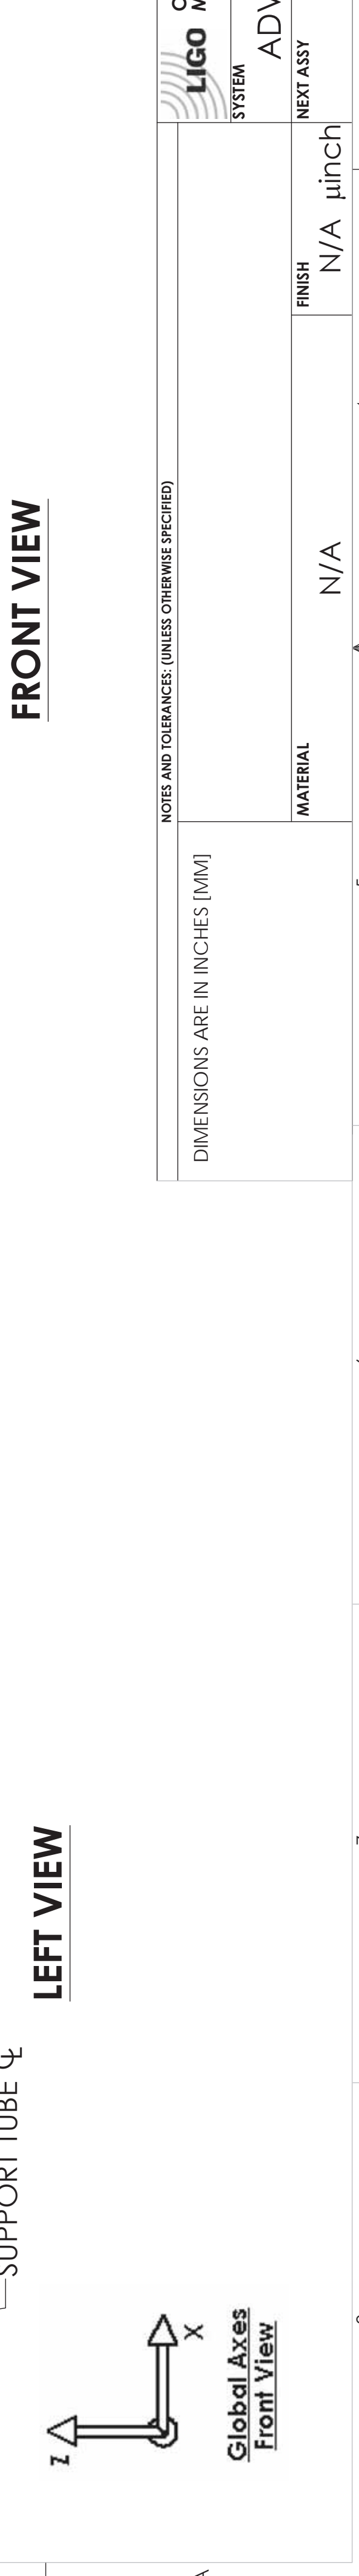 FRONT VIEW
LEFT VIEW
SUPPORT TUBE ℄
NOTES AND TOLERANCES: (UNLESS OTHERWISE SPECIFIED)
DIMENSIONS ARE IN INCHES [MM]
MATERIAL
N/A
FINISH
N/A µinch
LIGO
SYSTEM
ADV
NEXT ASSY
Z
X
Global Axes
Front View
A